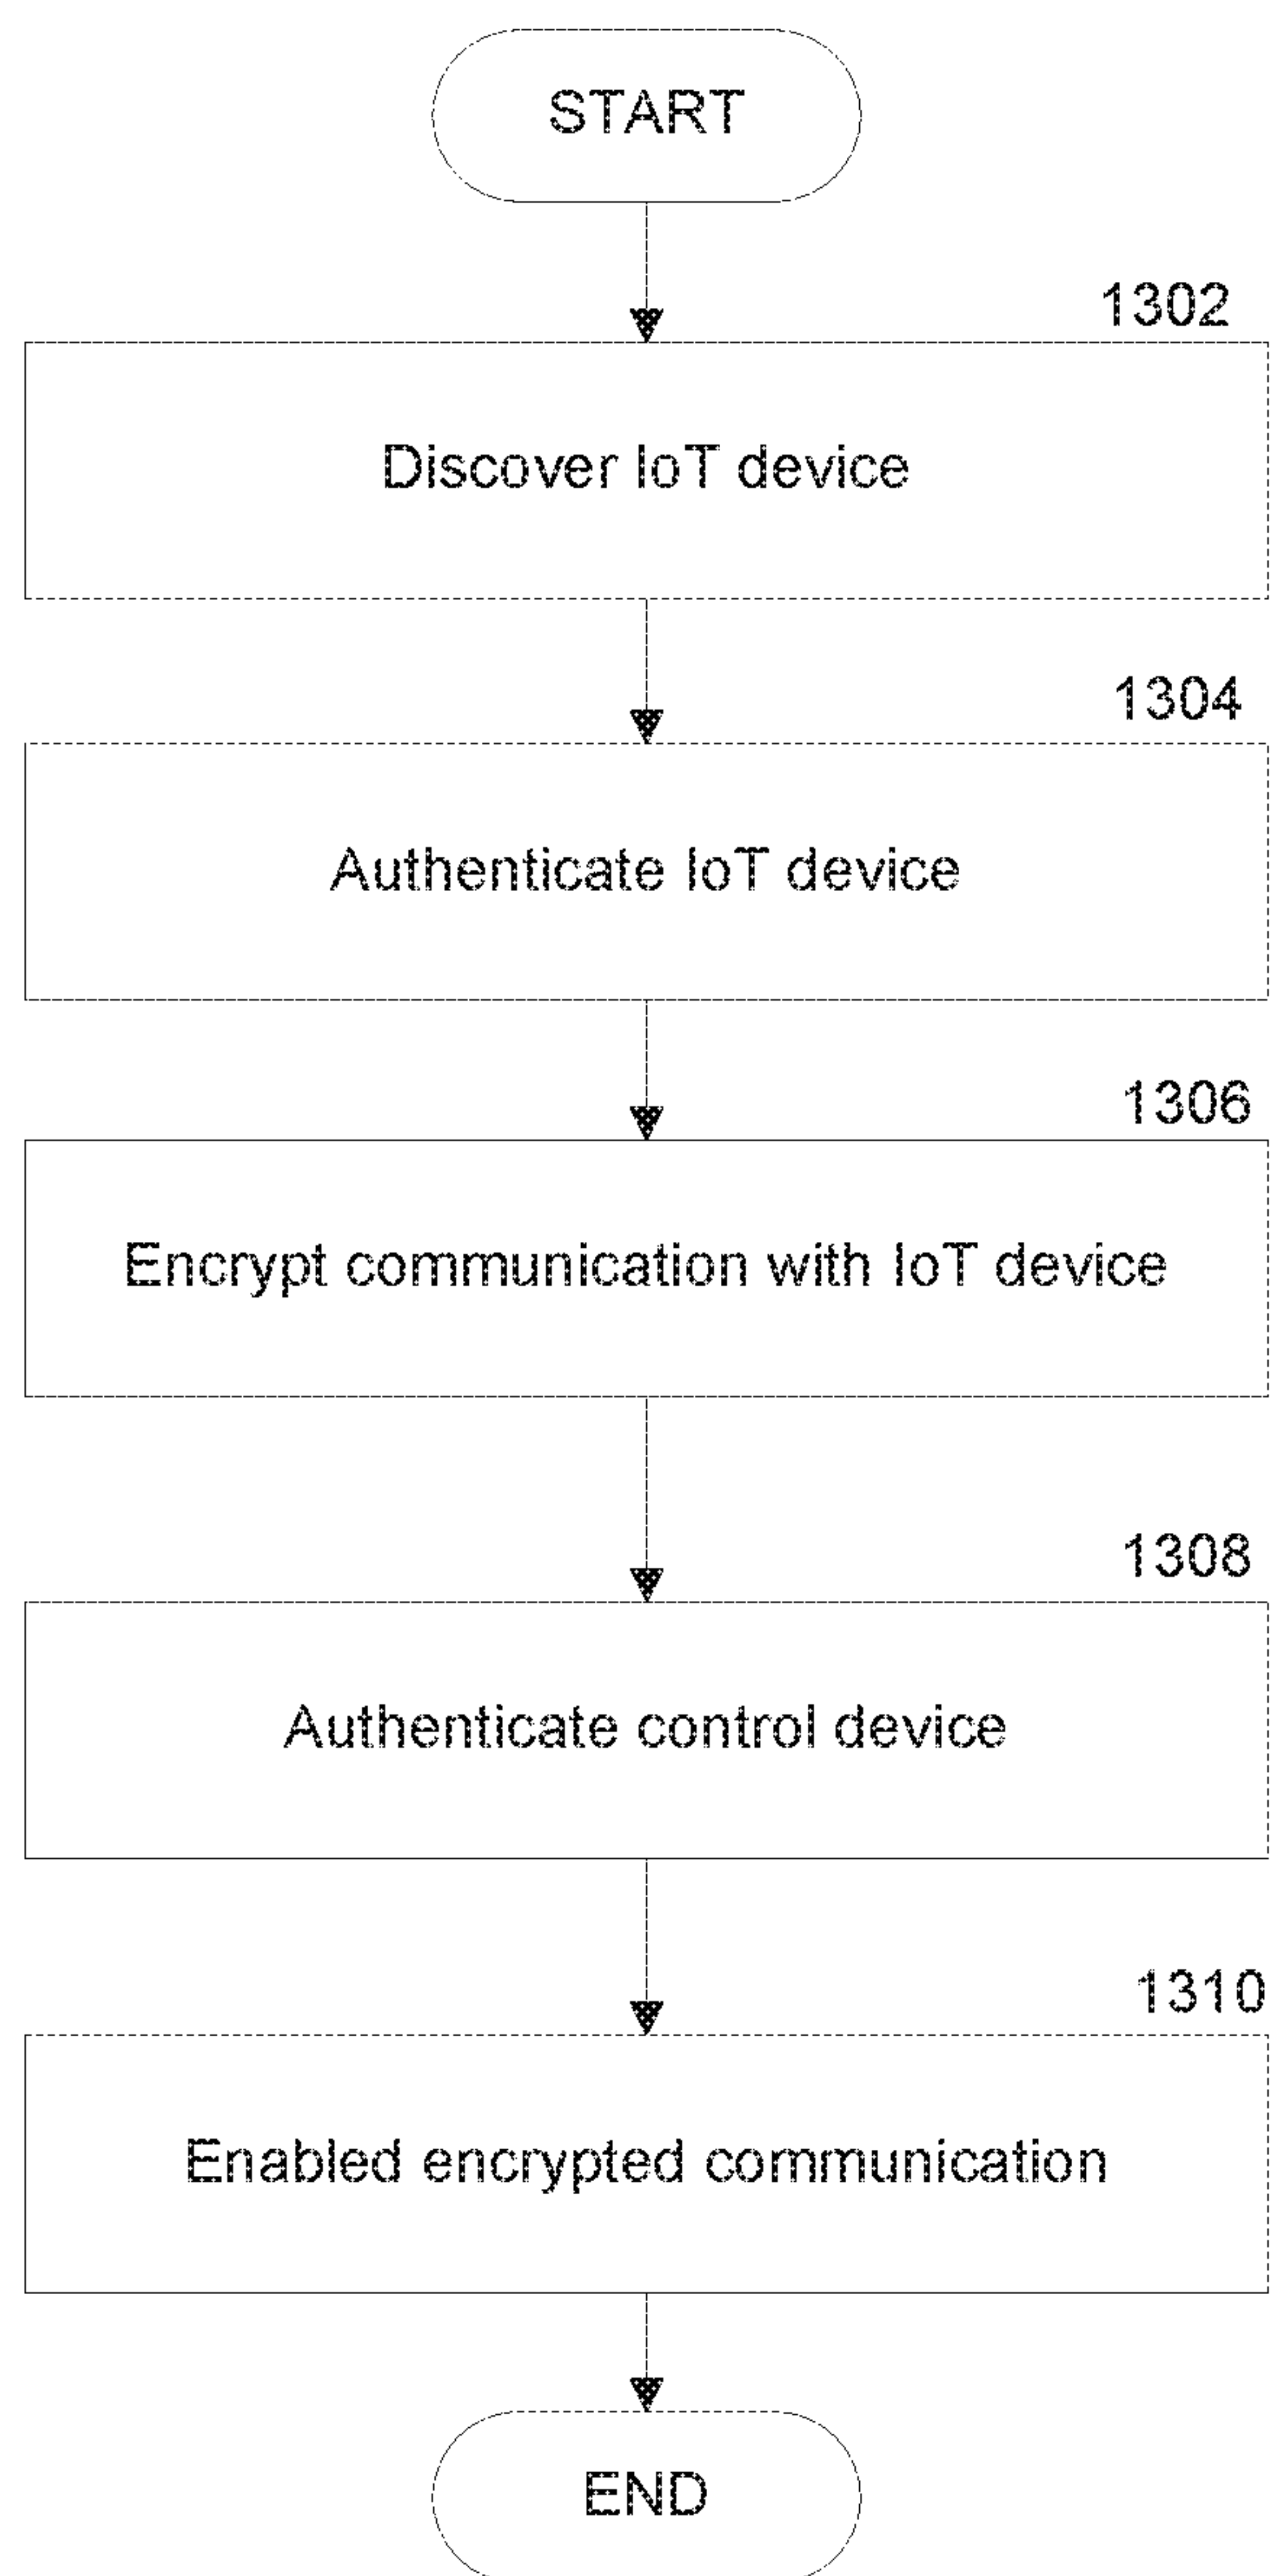 START
1302
Discover IoT device
1304
Authenticate IoT device
1306
Encrypt communication with IoT device
1308
Authenticate control device
1310
Enabled encrypted communication
END